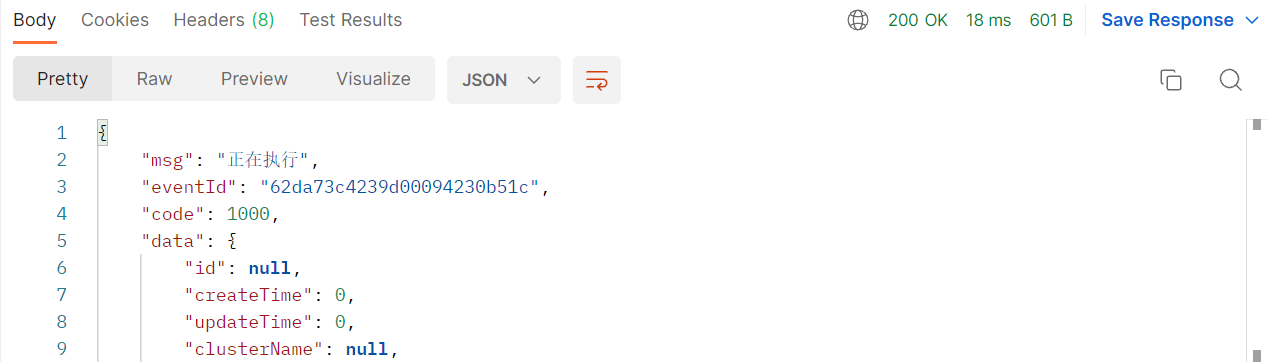 Body Cookies Headers (8) Test Results 200 OK 18 ms 601 B Save Response
Pretty Raw Preview Visualize JSON
1 {
2 "msg": "正在执行",
3 "eventId": "62da73c4239d00094230b51c",
4 "code": 1000,
5 "data": {
6 "id": null,
7 "createTime": 0,
8 "updateTime": 0,
9 "clusterName": null,